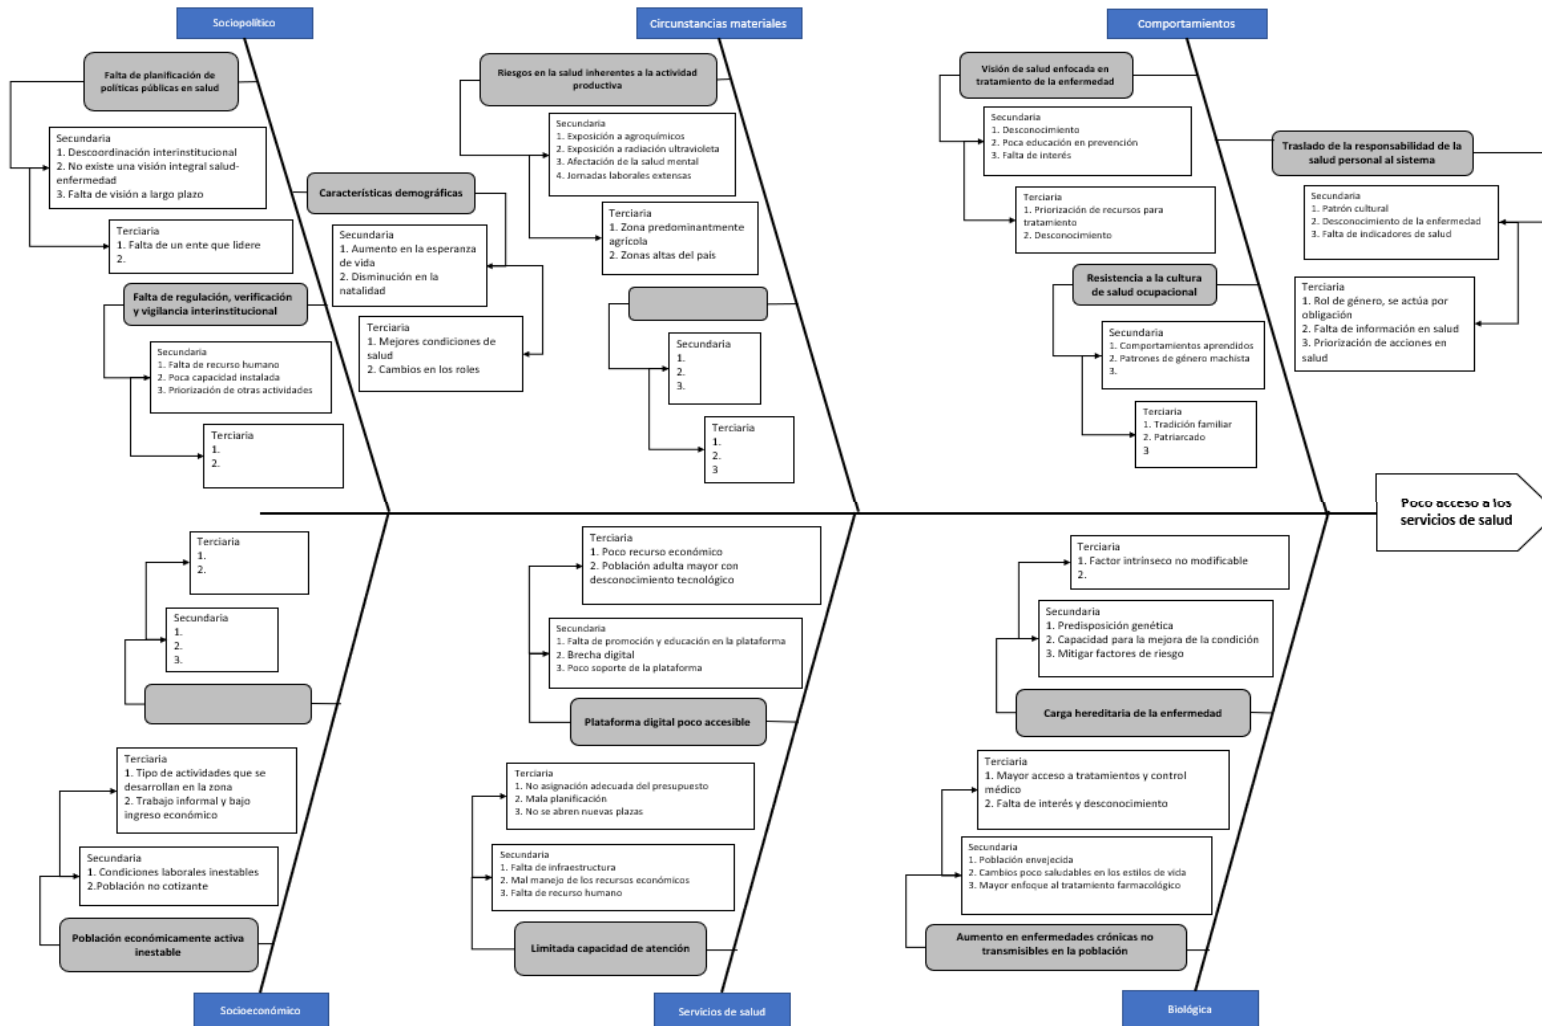 Sociopolítico
Circunstancias materiales
Comportamientos
Falta de planificación de
políticas públicas en salud
Secundaria
1. Descoordinación interinstitucional
2. No existe una visión integral salud-
enfermedad
3. Falta de visión a largo plazo
Terciaria
1. Falta de un ente que lidere
2.
Características demográficas
Secundaria
1. Aumento en la esperanza
de vida
2. Disminución en la
natalidad
Terciaria
1. Mejores condiciones de
salud
2. Cambios en los roles
Falta de regulación, verificación
y vigilancia interinstitucional
Secundaria
1. Falta de recurso humano
2. Poca capacidad instalada
3. Priorización de otras actividades
Terciaria
1.
2.
Riesgos en la salud inherentes a la actividad
productiva
Secundaria
1. Exposición a agroquímicos
2. Exposición a radiación ultravioleta
3. Afectación de la salud mental
4. Jornadas laborales extensas
Terciaria
1. Zona predominantmente
agrícola
2. Zonas altas del país
Secundaria
1.
2.
3.
Terciaria
1.
2.
3
Visión de salud enfocada en
tratamiento de la enfermedad
Secundaria
1. Desconocimiento
2. Poca educación en prevención
3. Falta de interés
Terciaria
1. Priorización de recursos para
tratamiento
2. Desconocimiento
Traslado de la responsabilidad de la
salud personal al sistema
Secundaria
1. Patrón cultural
2. Desconocimiento de la enfermedad
3. Falta de indicadores de salud
Terciaria
1. Rol de género, se actúa por
obligación
2. Falta de información en salud
3. Priorización de acciones en
salud
Resistencia a la cultura
de salud ocupacional
Secundaria
1. Comportamientos aprendidos
2. Patrones de género machista
3.
Terciaria
1. Tradición familiar
2. Patriarcado
3
Poco acceso a los
servicios de salud
Terciaria
1.
2.
Secundaria
1.
2.
3.
Terciaria
1. Tipo de actividades que se
desarrollan en la zona
2. Trabajo informal y bajo
ingreso económico
Secundaria
1. Condiciones laborales inestables
2.Población no cotizante
Población económicamente activa
inestable
Terciaria
1. Poco recurso económico
2. Población adulta mayor con
desconocimiento tecnológico
Secundaria
1. Falta de promoción y educación en la plataforma
2. Brecha digital
3. Poco soporte de la plataforma
Plataforma digital poco accesible
Terciaria
1. No asignación adecuada del presupuesto
2. Mala planificación
3. No se abren nuevas plazas
Secundaria
1. Falta de infraestructura
2. Mal manejo de los recursos económicos
3. Falta de recurso humano
Limitada capacidad de atención
Terciaria
1. Factor intrínseco no modificable
2.
Secundaria
1. Predisposición genética
2. Capacidad para la mejora de la condición
3. Mitigar factores de riesgo
Carga hereditaria de la enfermedad
Terciaria
1. Mayor acceso a tratamientos y control
médico
2. Falta de interés y desconocimiento
Secundaria
1. Población envejecida
2. Cambios poco saludables en los estilos de vida
3. Mayor enfoque al tratamiento farmacológico
Aumento en enfermedades crónicas no
transmisibles en la población
Socioeconómico
Servicios de salud
Biológica